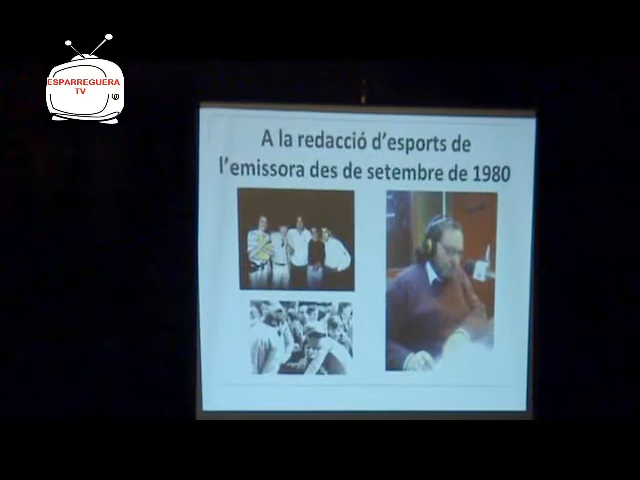 ESPARREGUERA
TV
A la redacció d'esports de
l'emissora des de setembre de 1980